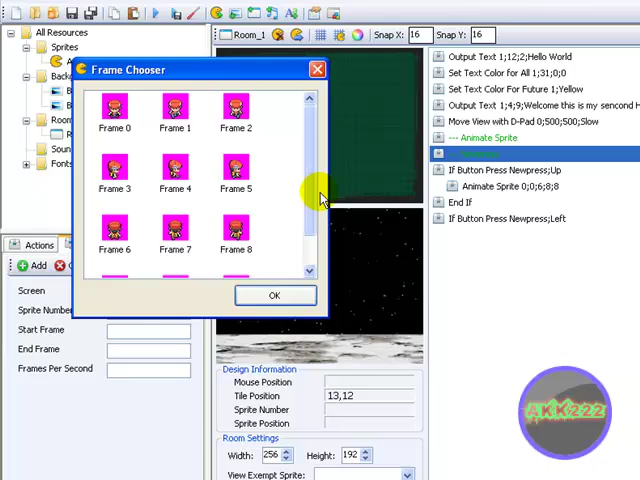 All Resources
Sprites
Backg
Room
R
Soun
Fonts
Frame Chooser
Frame 0
Frame 1
Frame 2
Frame 3
Frame 4
Frame 5
Frame 6
Frame 7
Frame 8
OK
Actions
Add
Screen
Sprite Number
Start Frame
End Frame
Frames Per Second
Room_1
Snap X:
16
Snap Y:
16
Design Information
Mouse Position
Tile Position
13,12
Sprite Number
Sprite Position
Room Settings
Width:
256
Height:
192
View Exempt Sprite:
Output Text 1;12;2;Hello World
Set Text Color for All 1;31;0;0
Set Text Color For Future 1;Yellow
Output Text 1;4;9;Welcome this is my sencond H
Move View with D-Pad 0;500;500;Slow
--- Animate Sprite
If Button Press Newpress;Up
Animate Sprite 0;0;6;8;8
End If
If Button Press Newpress;Left
AKK222